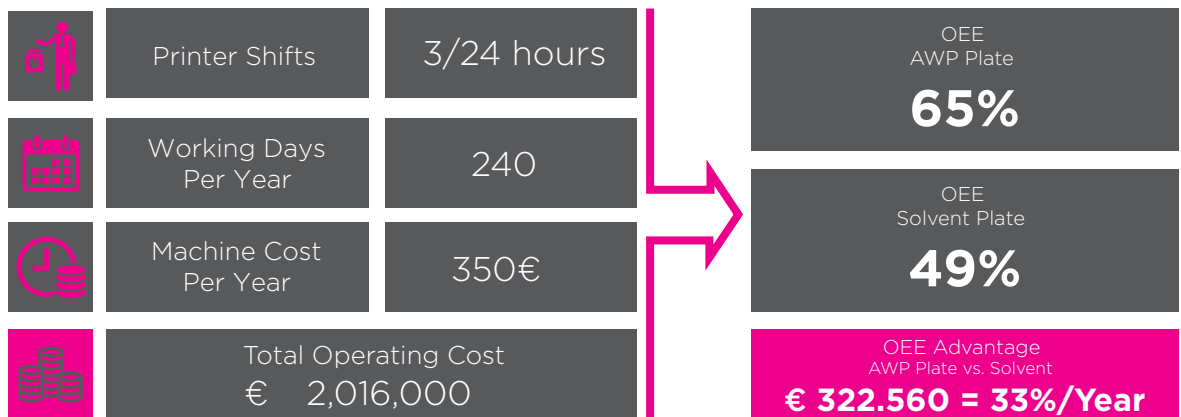 Printer Shifts
3/24 hours
Working Days
Per Year
240
Machine Cost
Per Year
350€
Total Operating Cost
€ 2,016,000
OEE
AWP Plate
65%
OEE
Solvent Plate
49%
OEE Advantage
AWP Plate vs. Solvent
€ 322.560 = 33%/Year